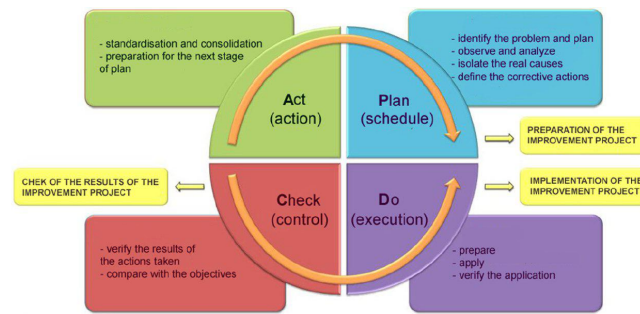 - standardisation and consolidation
- preparation for the next stage
of plan
- identify the problem and plan
- observe and analyze
- isolate the real causes
- define the corrective actions
Act
(action)
Plan
(schedule)
PREPARATION OF THE
IMPROVEMENT PROJECT
CHEK OF THE RESULTS OF THE
IMPROVEMENT PROJECT
IMPLEMENTATION OF THE
IMPROVEMENT PROJECT
Check
(control)
Do
(execution)
- verify the results of
the actions taken
- compare with the objectives
- prepare
- apply
- verify the application